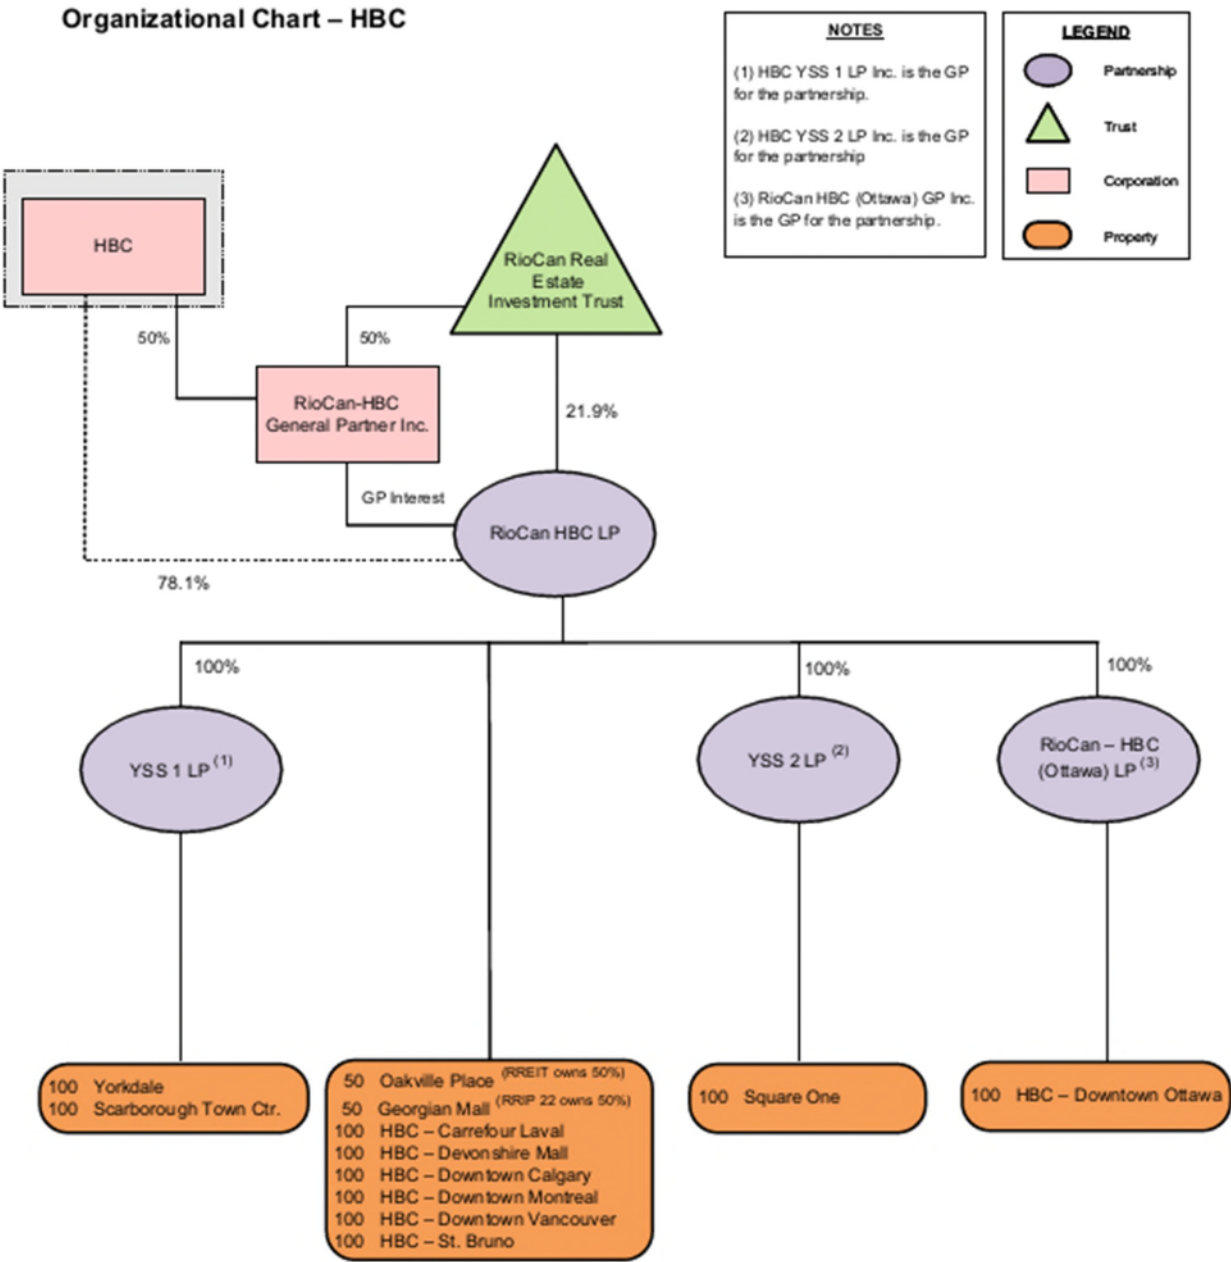 Organizational Chart – HBC
NOTES
(1) HBC YSS 1 LP Inc. is the GP
for the partnership.
(2) HBC YSS 2 LP Inc. is the GP
for the partnership
(3) RioCan HBC (Ottawa) GP Inc.
is the GP for the partnership.
LEGEND
Partnership
Trust
Corporation
Property
HBC
RioCan Real
Estate
Investment Trust
50%
50%
RioCan-HBC
General Partner Inc.
21.9%
GP Interest
RioCan HBC LP
78.1%
100%
100%
100%
YSS 1 LP (1)
YSS 2 LP (2)
RioCan – HBC
(Ottawa) LP (3)
100 Yorkdale
100 Scarborough Town Ctr.
50 Oakville Place (RREIT owns 50%)
50 Georgian Mall (RRIP 22 owns 50%)
100 HBC – Carrefour Laval
100 HBC – Devonshire Mall
100 HBC – Downtown Calgary
100 HBC – Downtown Montreal
100 HBC – Downtown Vancouver
100 HBC – St. Bruno
100 Square One
100 HBC – Downtown Ottawa